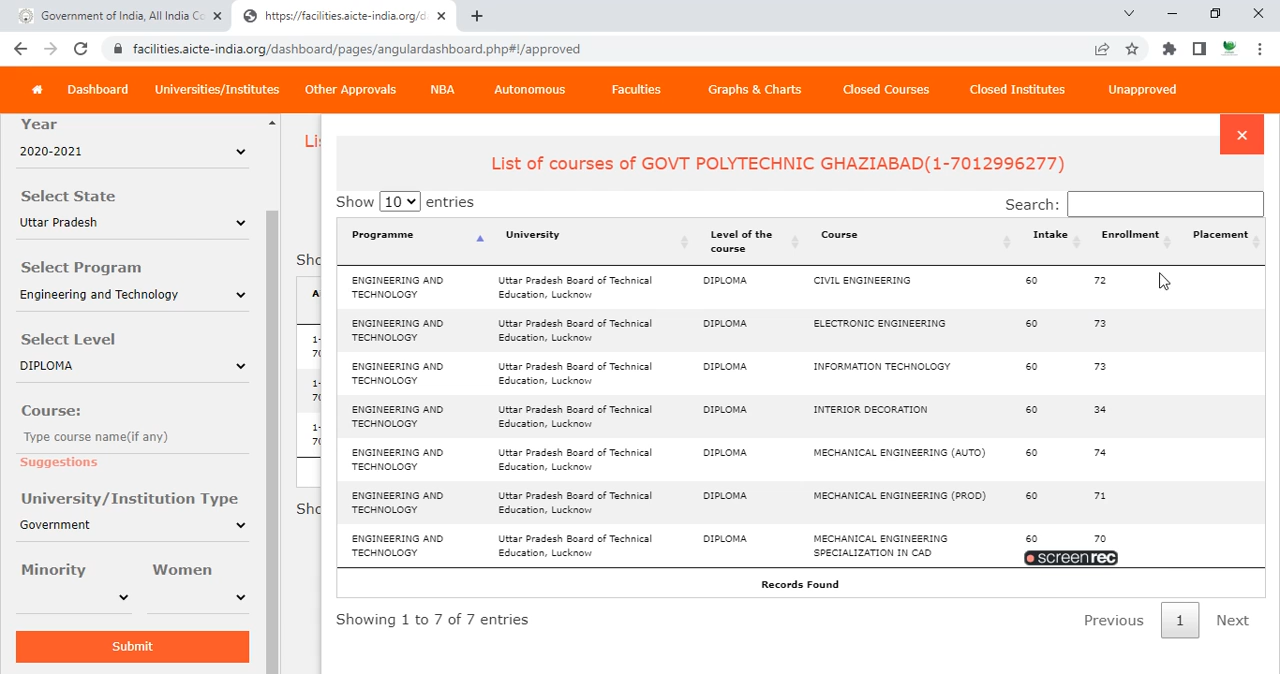 Government of India, All India Co
https://facilities.aicte-india.org/d
facilities.aicte-india.org/dashboard/pages/angulardashboard.php#!/approved
Dashboard Universities/Institutes Other Approvals NBA Autonomous Faculties Graphs & Charts Closed Courses Closed Institutes Unapproved
Year
2020-2021
Select State
Uttar Pradesh
Select Program
Engineering and Technology
Select Level
DIPLOMA
Course:
Type course name(if any)
Suggestions
University/Institution Type
Government
Minority Women
Submit
List of courses of GOVT POLYTECHNIC GHAZIABAD(1-7012996277)
Show 10 entries
Search:
Programme University Level of the course Course Intake Enrollment Placement
ENGINEERING AND TECHNOLOGY Uttar Pradesh Board of Technical Education, Lucknow DIPLOMA CIVIL ENGINEERING 60 72
ENGINEERING AND TECHNOLOGY Uttar Pradesh Board of Technical Education, Lucknow DIPLOMA ELECTRONIC ENGINEERING 60 73
ENGINEERING AND TECHNOLOGY Uttar Pradesh Board of Technical Education, Lucknow DIPLOMA INFORMATION TECHNOLOGY 60 73
ENGINEERING AND TECHNOLOGY Uttar Pradesh Board of Technical Education, Lucknow DIPLOMA INTERIOR DECORATION 60 34
ENGINEERING AND TECHNOLOGY Uttar Pradesh Board of Technical Education, Lucknow DIPLOMA MECHANICAL ENGINEERING (AUTO) 60 74
ENGINEERING AND TECHNOLOGY Uttar Pradesh Board of Technical Education, Lucknow DIPLOMA MECHANICAL ENGINEERING (PROD) 60 71
ENGINEERING AND TECHNOLOGY Uttar Pradesh Board of Technical Education, Lucknow DIPLOMA MECHANICAL ENGINEERING SPECIALIZATION IN CAD 60 70
screenrec
Records Found
Showing 1 to 7 of 7 entries
Previous 1 Next